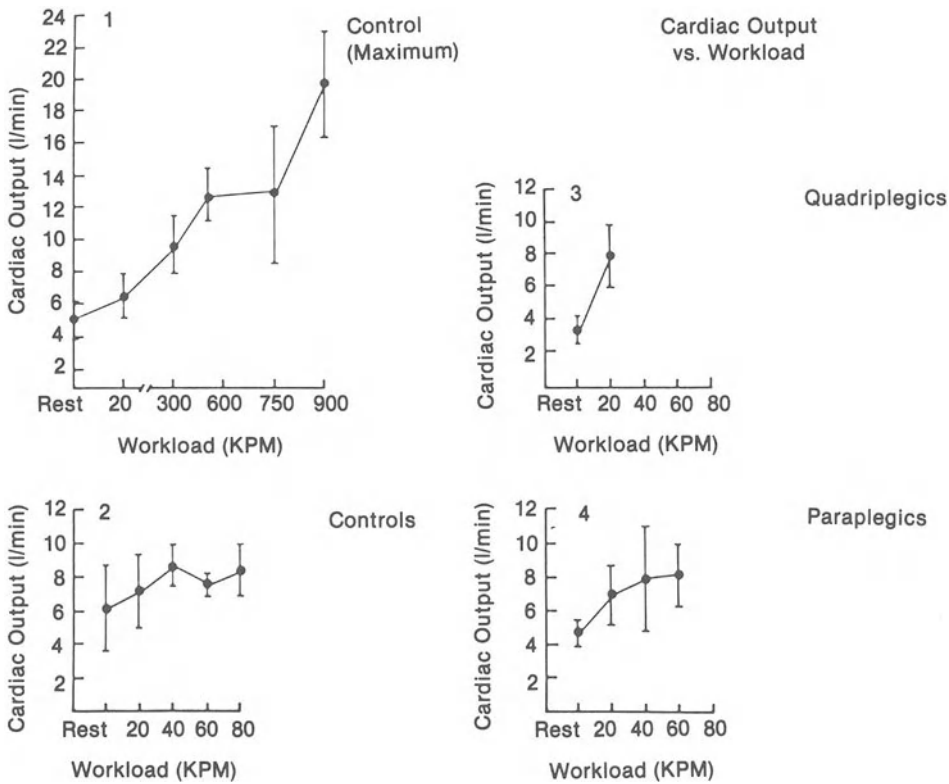 Cardiac Output
vs. Workload
1
Control
(Maximum)
Cardiac Output (l/min)
24
22
20
18
16
14
12
10
8
6
4
2
Rest 20 300 600 750 900
Workload (KPM)
3
Quadriplegics
Cardiac Output (l/min)
12
10
8
6
4
2
Rest 20 40 60 80
Workload (KPM)
2
Controls
Cardiac Output (l/min)
12
10
8
6
4
2
Rest 20 40 60 80
Workload (KPM)
4
Paraplegics
Cardiac Output (l/min)
12
10
8
6
4
2
Rest 20 40 60 80
Workload (KPM)